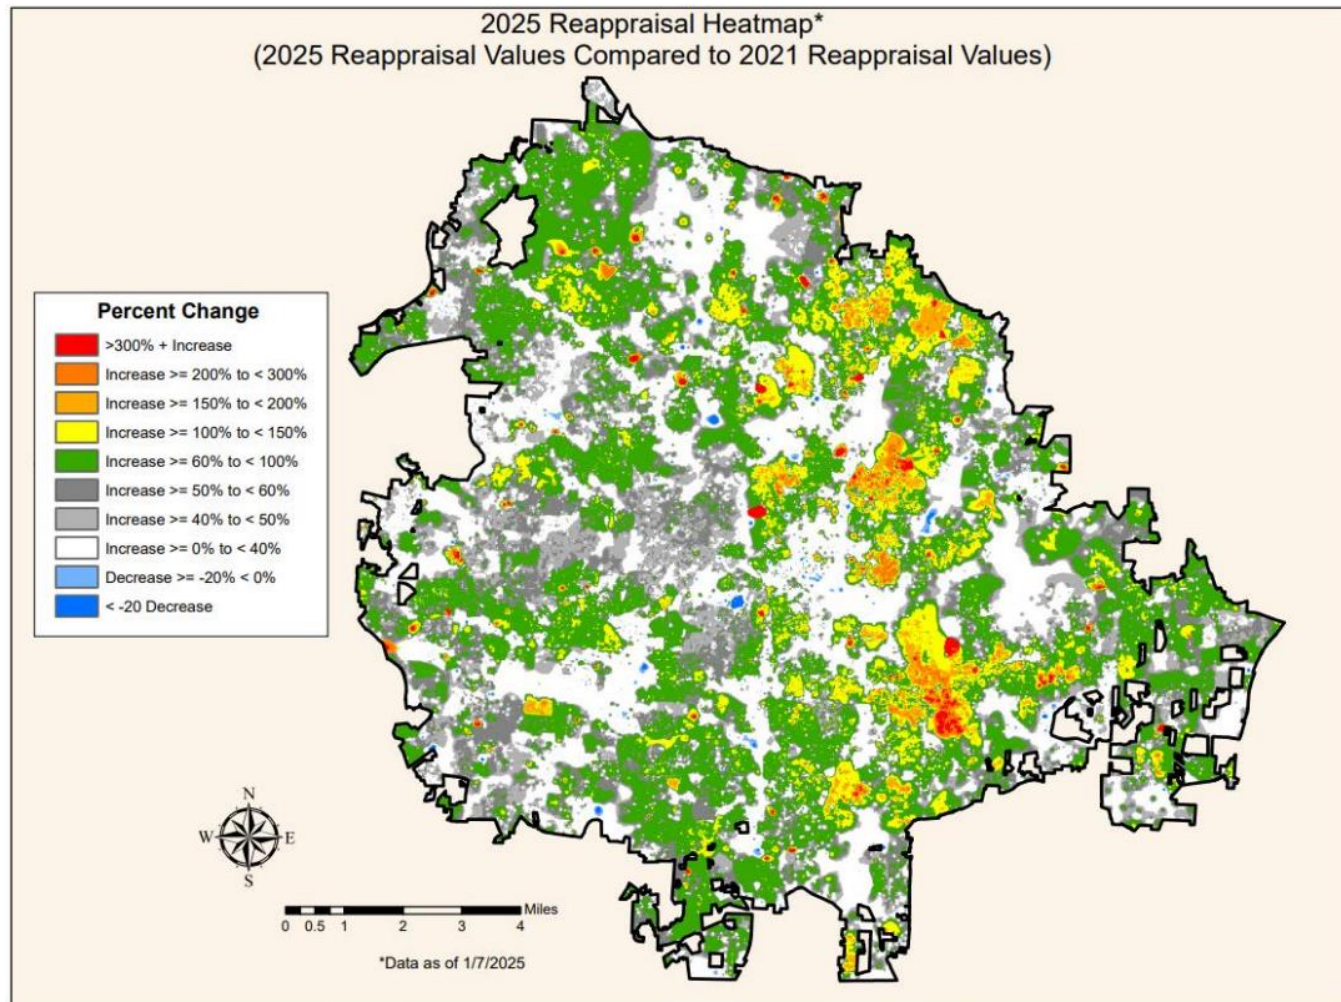 2025 Reappraisal Heatmap*
(2025 Reappraisal Values Compared to 2021 Reappraisal Values)
Percent Change
>300% + Increase
Increase >= 200% to < 300%
Increase >= 150% to < 200%
Increase >= 100% to < 150%
Increase >= 60% to < 100%
Increase >= 50% to < 60%
Increase >= 40% to < 50%
Increase >= 0% to < 40%
Decrease >= -20% < 0%
< -20 Decrease
N
W E
S
Miles
0 0.5 1 2 3 4
*Data as of 1/7/2025